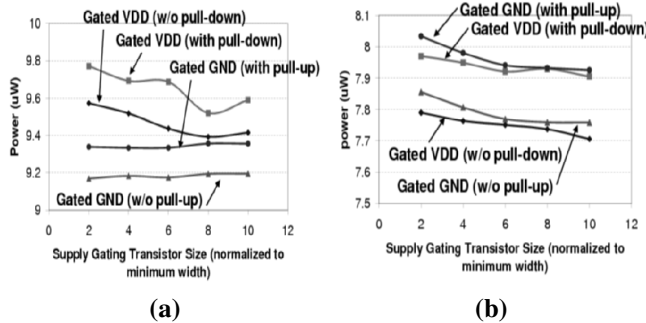 Gated VDD (w/o pull-down)
Gated VDD (with pull-down)
Gated GND (with pull-up)
Gated GND (w/o pull-up)
Power (uW)
10
9.8
9.6
9.4
9.2
9
0 2 4 6 8 10 12
Supply Gating Transistor Size (normalized to
minimum width)
(a)
Gated GND (with pull-up)
Gated VDD (with pull-down)
Gated VDD (w/o pull-down)
Gated GND (w/o pull-up)
power (uW)
8.1
8
7.9
7.8
7.7
7.6
7.5
0 2 4 6 8 10 12
Supply Gating Transistor Size (normalized to
minimum width)
(b)